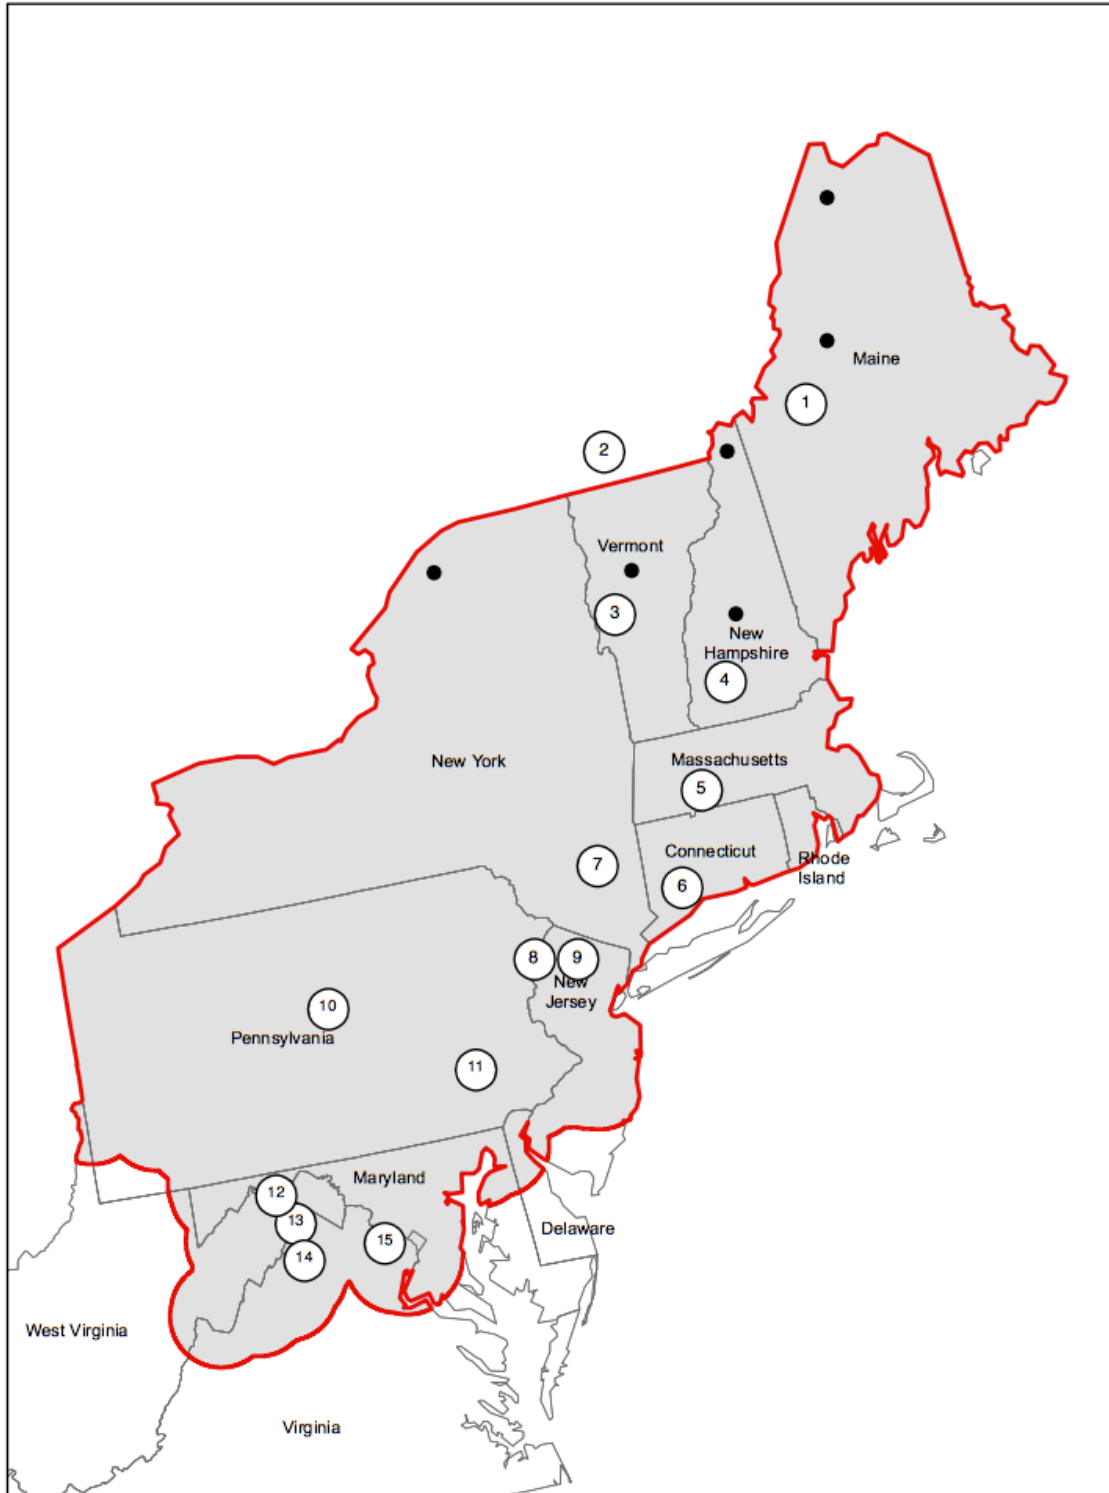 Maine
1
2
Vermont
3
New
Hampshire
4
New York
Massachusetts
5
Connecticut
Rhode
Island
7
6
8
9
New
Jersey
10
Pennsylvania
11
Maryland
12
13
14
15
Delaware
West Virginia
Virginia